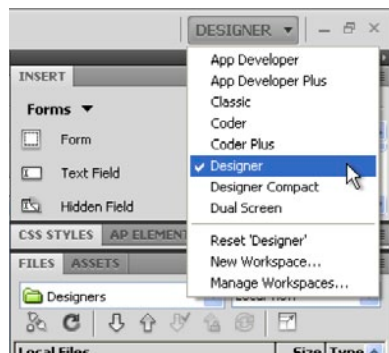 DESIGNER
App Developer
App Developer Plus
Classic
Coder
Coder Plus
Designer
Designer Compact
Dual Screen
Reset 'Designer'
New Workspace...
Manage Workspaces...
INSERT
Forms
Form
Text Field
Hidden Field
CSS STYLES AP ELEMENT
FILES ASSETS
Designers
Local Files Size Type